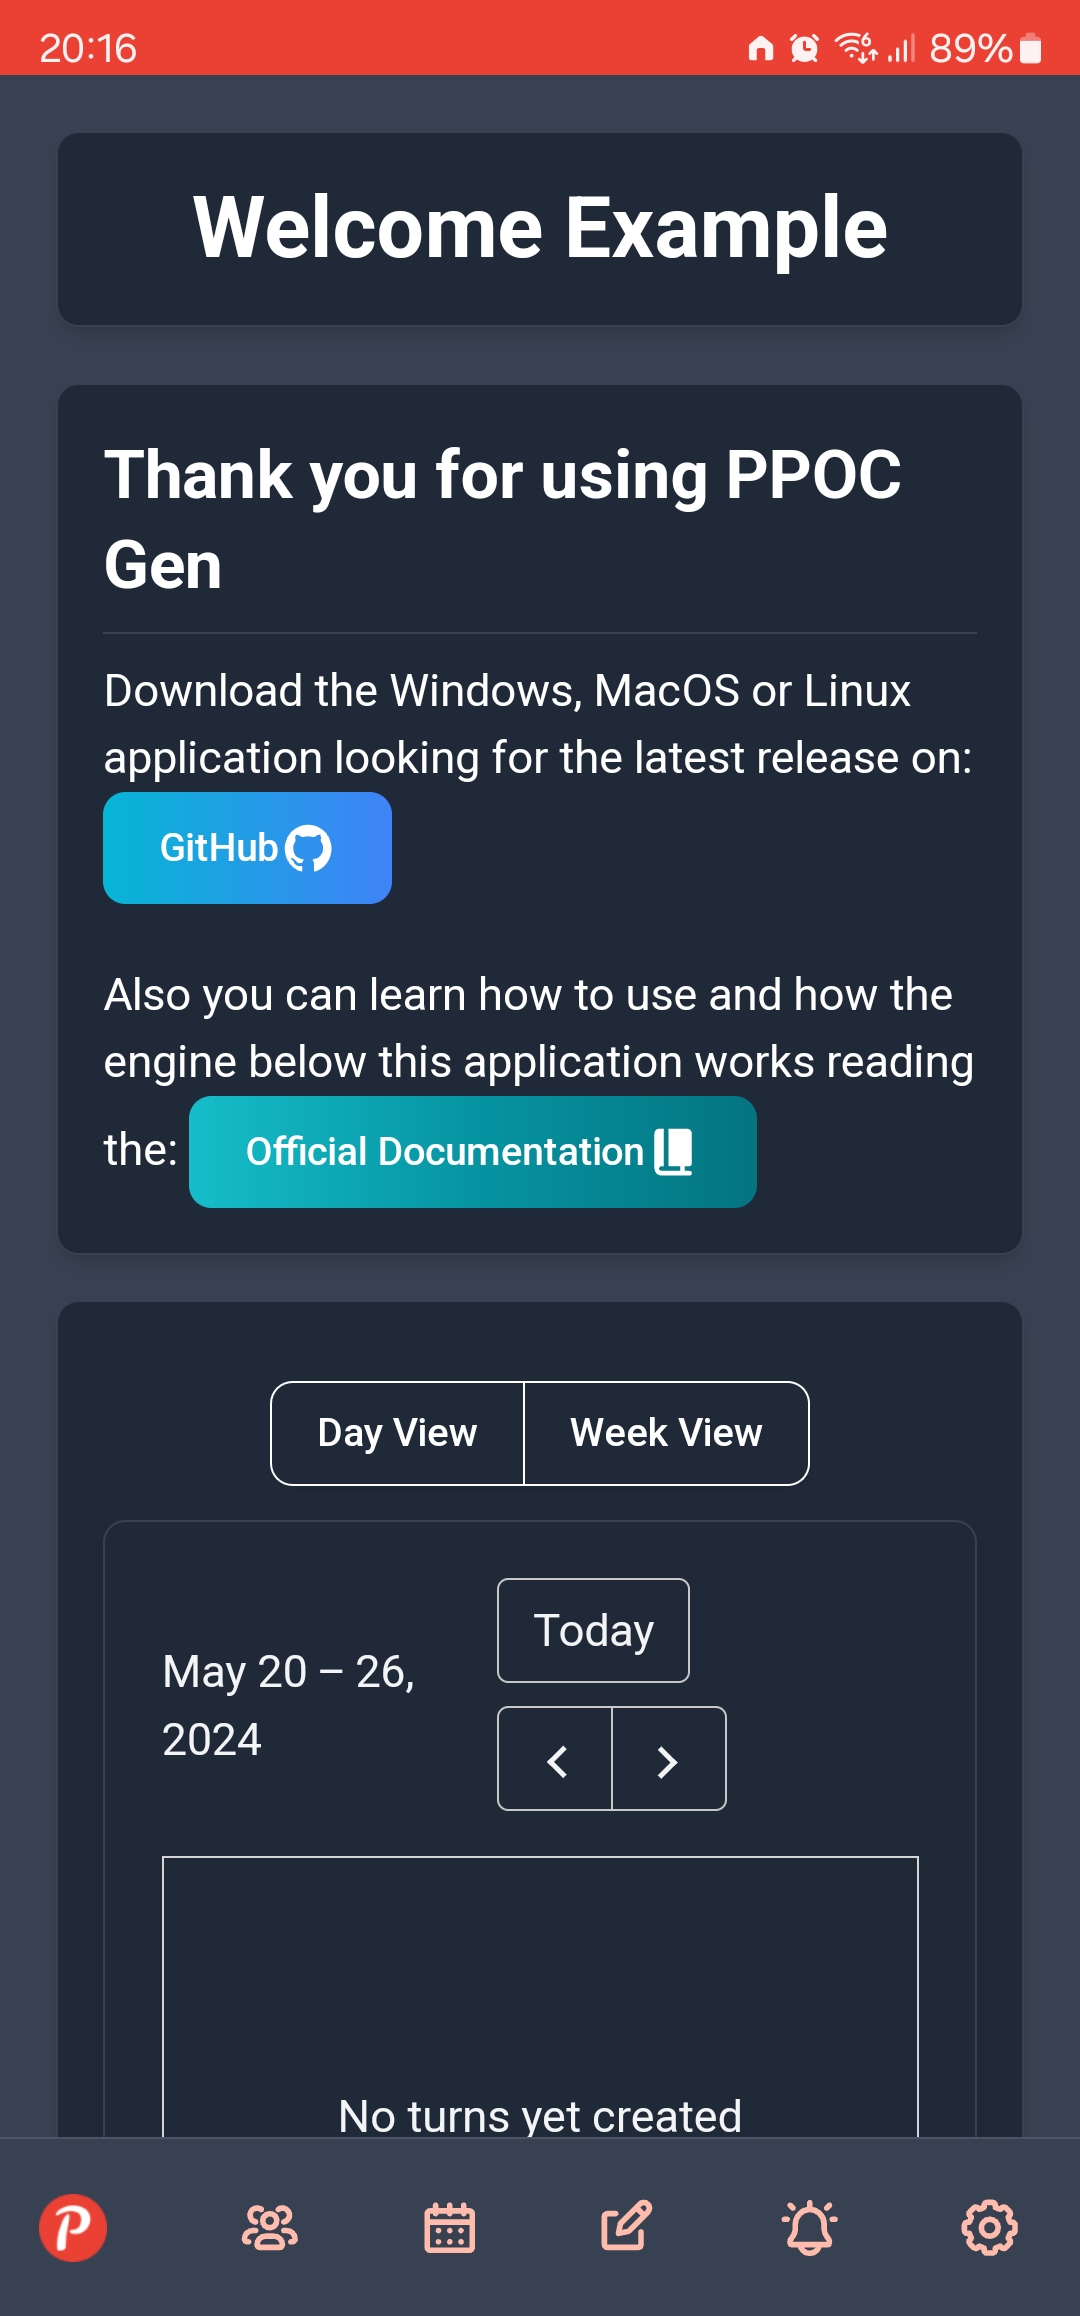 20:16
6
89%
Welcome Example
Thank you for using PPOC
Gen
Download the Windows, MacOS or Linux
application looking for the latest release on:
GitHub
Also you can learn how to use and how the
engine below this application works reading
the: Official Documentation
Day View Week View
Today
May 20 – 26,
2024
No turns yet created
P